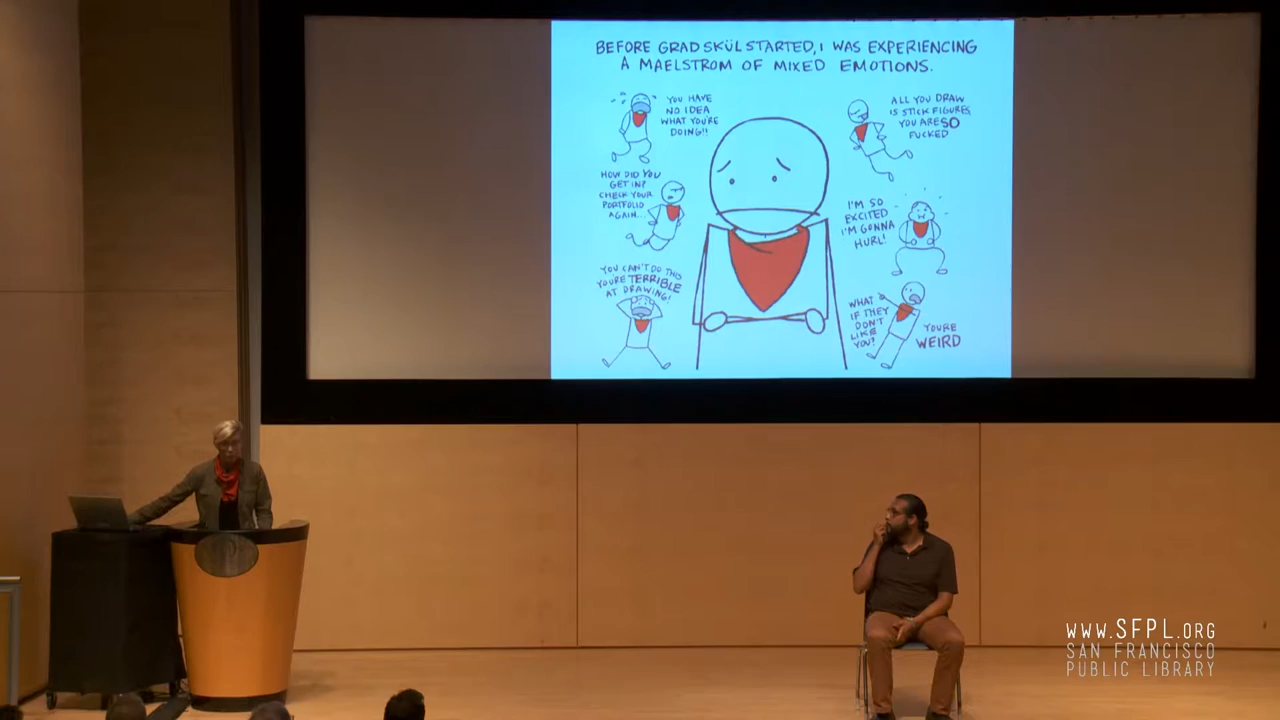 BEFORE GRAD SKÜL STARTED, I WAS EXPERIENCING
A MAELSTROM OF MIXED EMOTIONS.
YOU HAVE
NO IDEA
WHAT YOU'RE
DOING!!
HOW DID YOU
GET IN?
CHECK YOUR
PORTFOLIO
AGAIN...
YOU CAN'T DO THIS
YOU'RE TERRIBLE
AT DRAWING!
ALL YOU DRAW
IS STICK FIGURES,
YOU ARE SO
FUCKED
I'M SO
EXCITED
I'M GONNA
HURL!
WHAT
IF THEY
DON'T
LIKE
YOU?
YOU'RE
WEIRD
WWW.SFPL.ORG
SAN FRANCISCO
PUBLIC LIBRARY